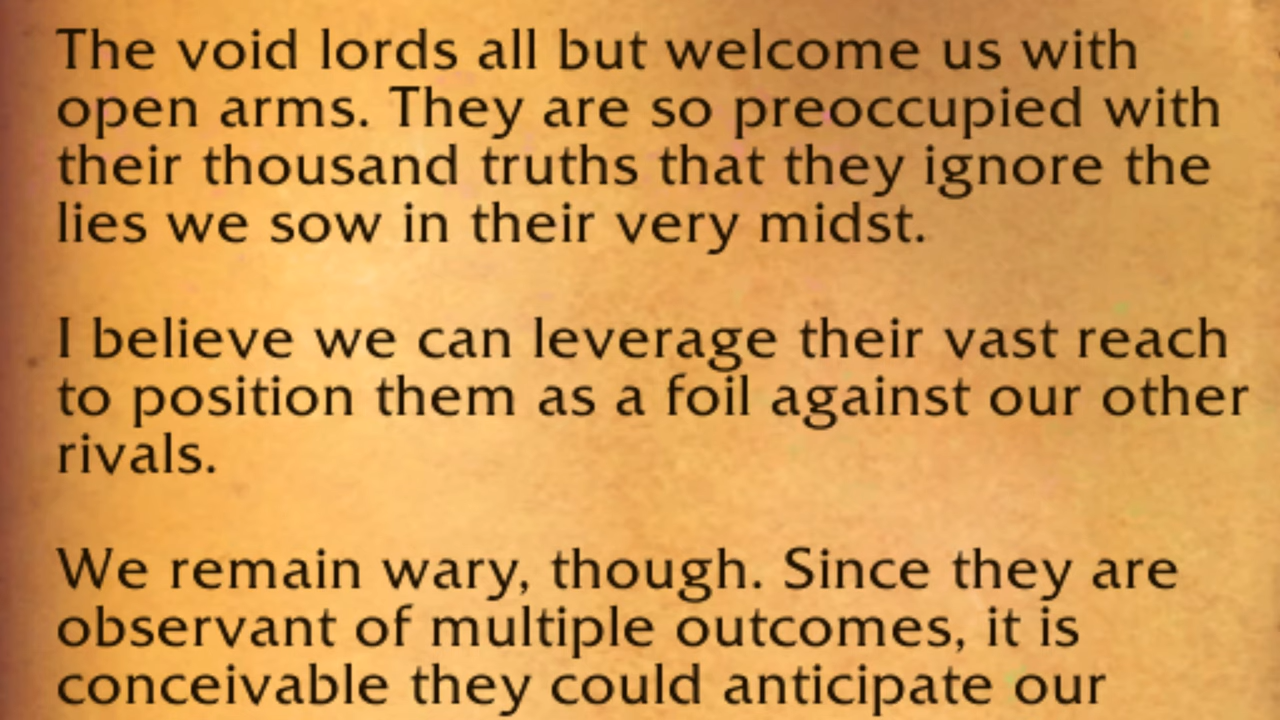 The void lords all but welcome us with
open arms. They are so preoccupied with
their thousand truths that they ignore the
lies we sow in their very midst.
I believe we can leverage their vast reach
to position them as a foil against our other
rivals.
We remain wary, though. Since they are
observant of multiple outcomes, it is
conceivable they could anticipate our